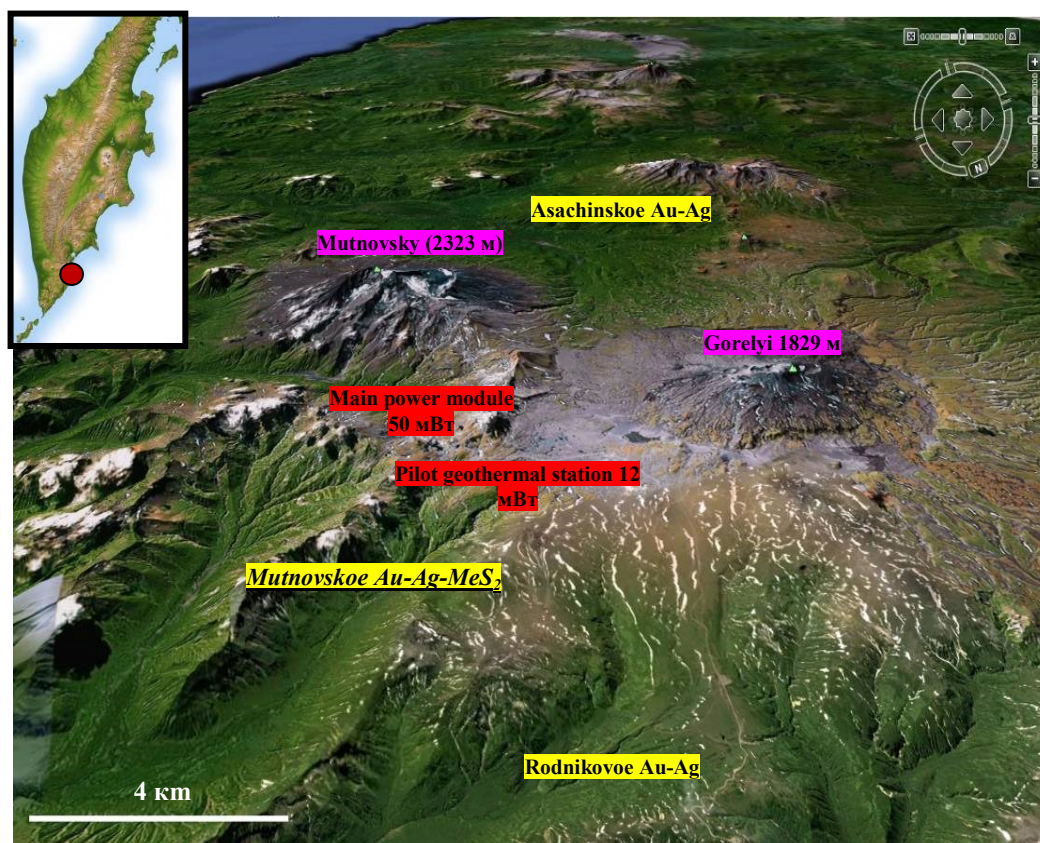 N
Asachinskoe Au-Ag
Mutnovsky (2323 м)
Gorelyi 1829 м
Main power module
50 мВт
Pilot geothermal station 12
мВт
Mutnovskoe Au-Ag-MeS2
Rodnikovoe Au-Ag
4 км